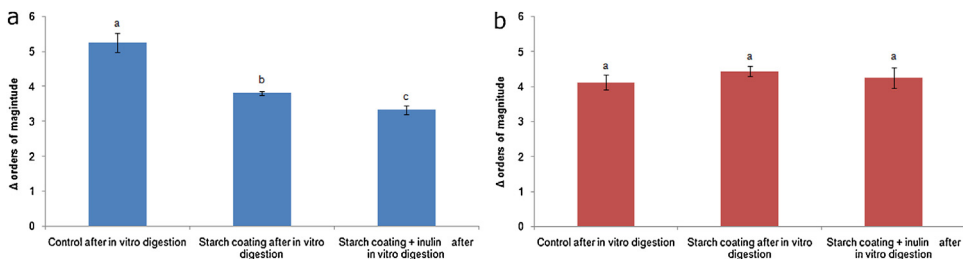 a
Δ orders of magintude
6
5
4
3
2
1
0
a
b
c
Control after in vitro digestion
Starch coating after in vitro
digestion
Starch coating + inulin after
in vitro digestion
b
Δ orders of magnitude
6
5
4
3
2
1
0
a
a
a
Control after in vitro digestion
Starch coating after in vitro
digestion
Starch coating + inulin after
in vitro digestion